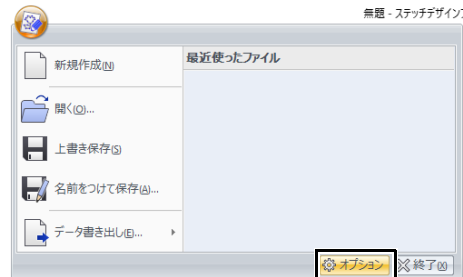 無題 - ステッチデザイン
新規作成(N)
最近使ったファイル
開く(O)...
上書き保存(S)
名前をつけて保存(A)...
データ書き出し(E)...
オプション
終了(X)